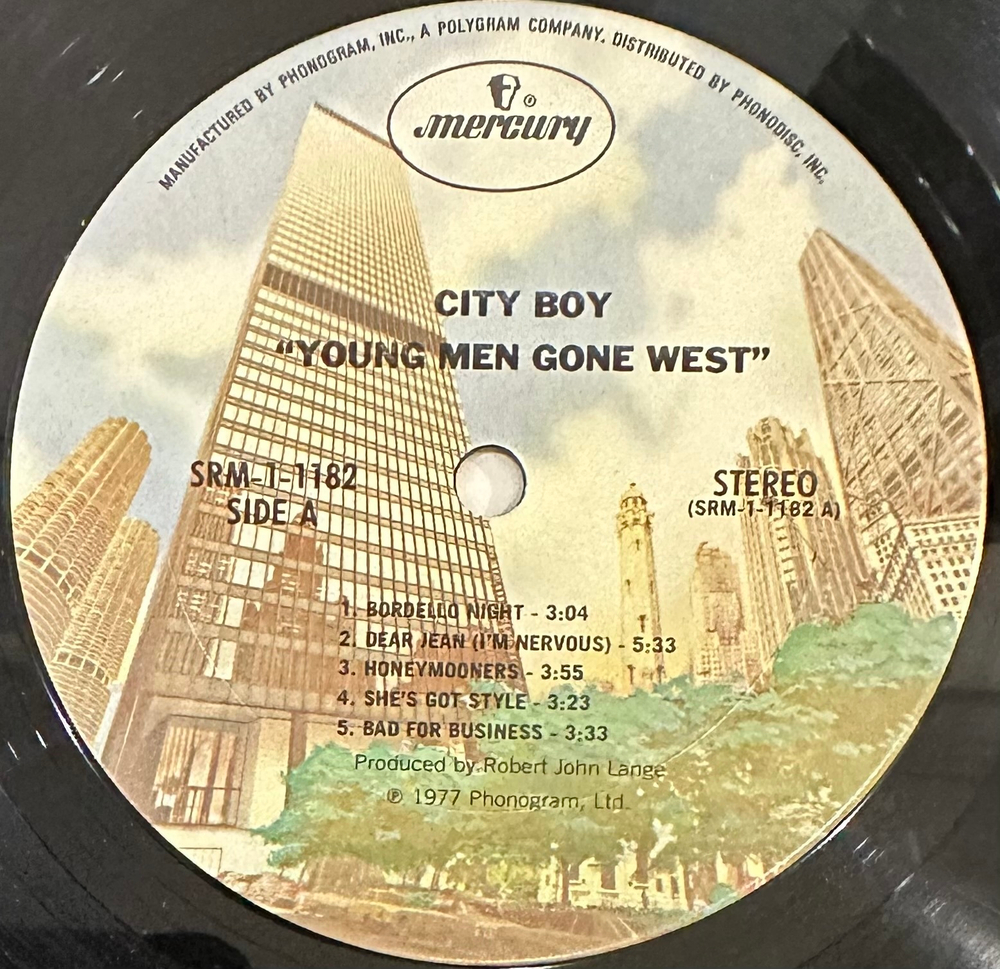 MANUFACTURED BY PHONOGRAM, INC., A POLYGRAM COMPANY. DISTRIBUTED BY PHONODISC, INC.
®
mercury
CITY BOY
“YOUNG MEN GONE WEST”
SRM-1-1182
SIDE A
STEREO
(SRM-1-1182 A)
1. BORDELLO NIGHT - 3:04
2. DEAR JEAN (I'M NERVOUS) - 5:33
3. HONEYMOONERS - 3:55
4. SHE'S GOT STYLE - 3:23
5. BAD FOR BUSINESS - 3:33
Produced by Robert John Lange
℗ 1977 Phonogram, Ltd.